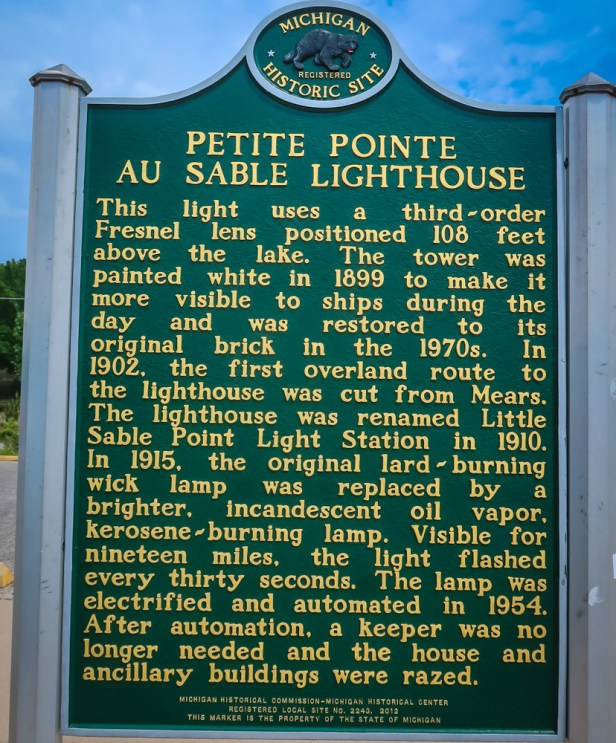 MICHIGAN
REGISTERED
HISTORIC SITE
PETITE POINTE
AU SABLE LIGHTHOUSE
This light uses a third-order
Fresnel lens positioned 108 feet
above the lake. The tower was
painted white in 1899 to make it
more visible to ships during the
day and was restored to its
original brick in the 1970s. In
1902, the first overland route to
the lighthouse was cut from Mears.
The lighthouse was renamed Little
Sable Point Light Station in 1910.
In 1915, the original lard-burning
wick lamp was replaced by a
brighter, incandescent oil vapor,
kerosene-burning lamp. Visible for
nineteen miles, the light flashed
every thirty seconds. The lamp was
electrified and automated in 1954.
After automation, a keeper was no
longer needed and the house and
ancillary buildings were razed.
MICHIGAN HISTORICAL COMMISSION-MICHIGAN HISTORICAL CENTER
REGISTERED LOCAL SITE NO. 2243, 2012
THIS MARKER IS THE PROPERTY OF THE STATE OF MICHIGAN